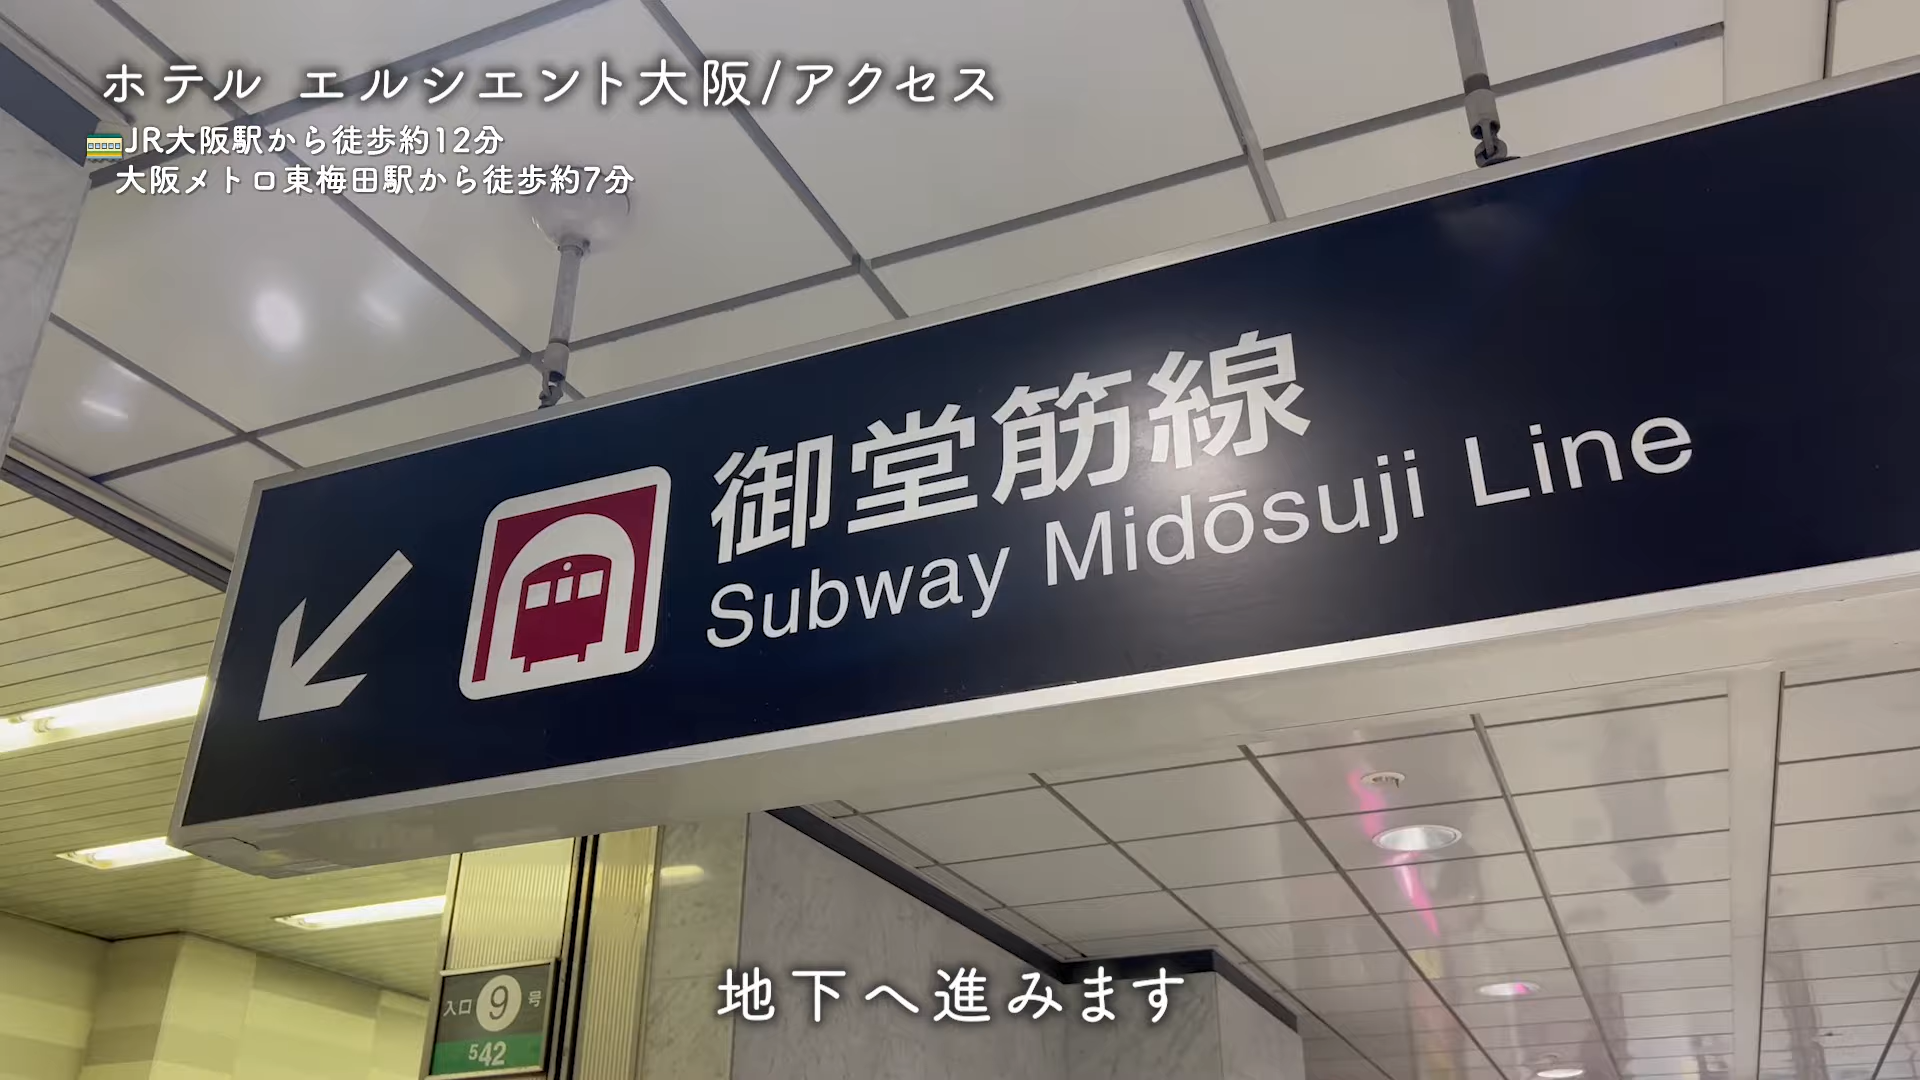 ホテル エルシエント大阪/アクセス
JR大阪駅から徒歩約12分
大阪メトロ東梅田駅から徒歩約7分
御堂筋線
Subway Midōsuji Line
入口 9 号
542
地下へ進みます